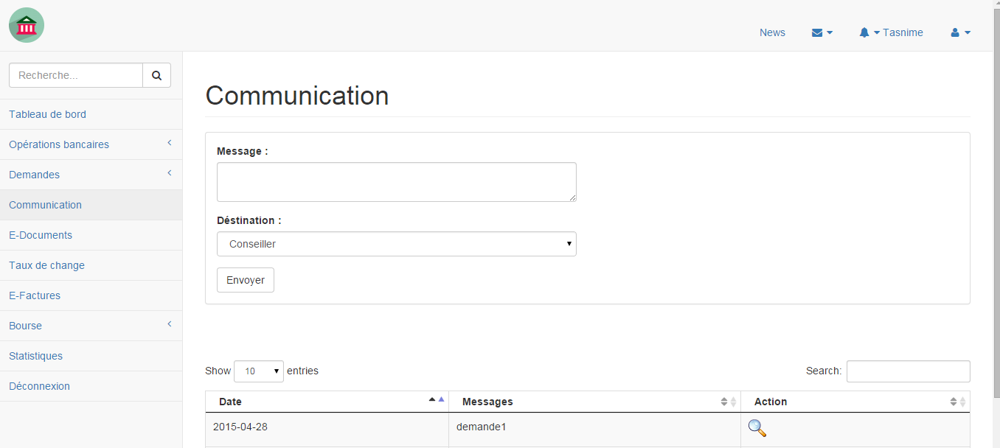 News
Tasnime
Recherche...
Tableau de bord
Opérations bancaires
Demandes
Communication
E-Documents
Taux de change
E-Factures
Bourse
Statistiques
Déconnexion
Communication
Message :
Déstination :
Conseiller
Envoyer
Show 10 entries
Search:
Date Messages Action
2015-04-28 demande1